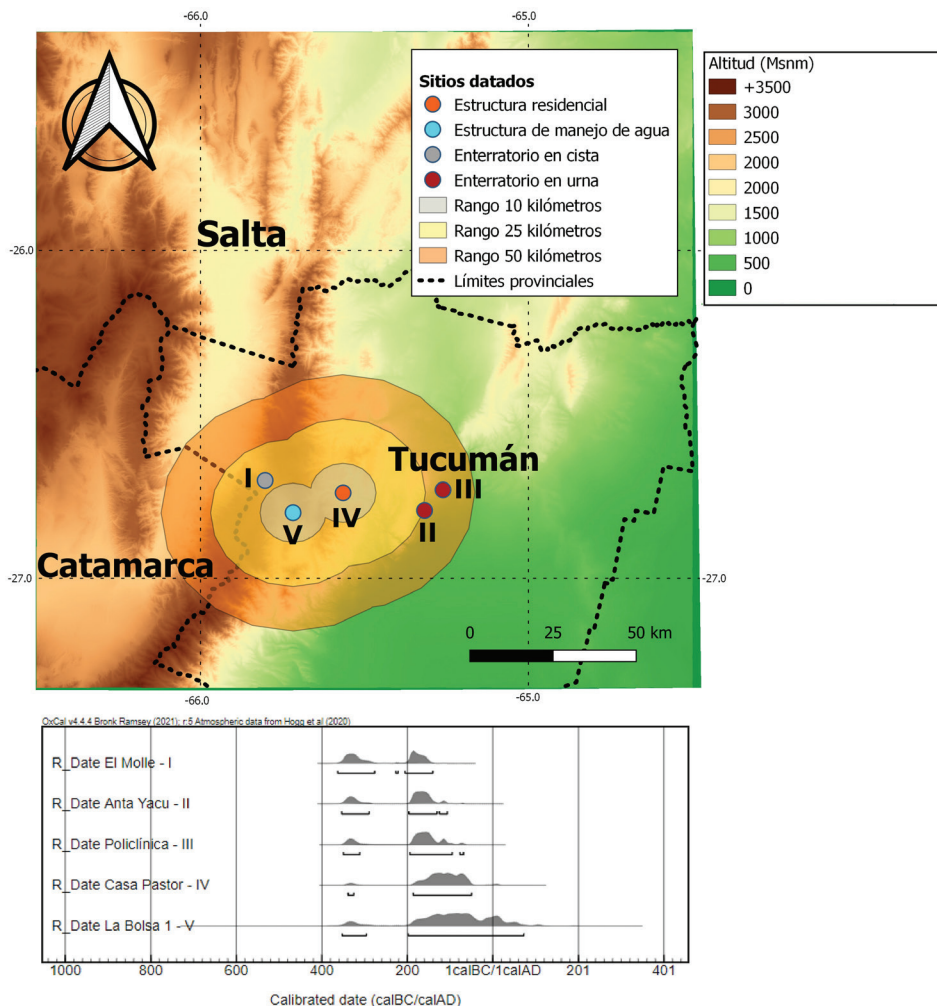 -66.0
-65.0
Sitios datados
Estructura residencial
Estructura de manejo de agua
Enterratorio en cista
Enterratorio en urna
Rango 10 kilómetros
Rango 25 kilómetros
Rango 50 kilómetros
Límites provinciales
Altitud (Msnm)
+3500
3000
2500
2000
2000
1500
1000
500
0
Salta
-26.0
-26.0
Tucumán
I
III
IV
II
V
Catamarca
-27.0
-27.0
0
25
50 km
-66.0
-65.0
OxCal v4.4.4 Bronk Ramsey (2021); r:5 Atmospheric data from Hogg et al (2020)
R_Date El Molle - I
R_Date Anta Yacu - II
R_Date Policlínica - III
R_Date Casa Pastor - IV
R_Date La Bolsa 1 - V
1000
800
600
400
200
1calBC/1calAD
201
401
Calibrated date (calBC/calAD)